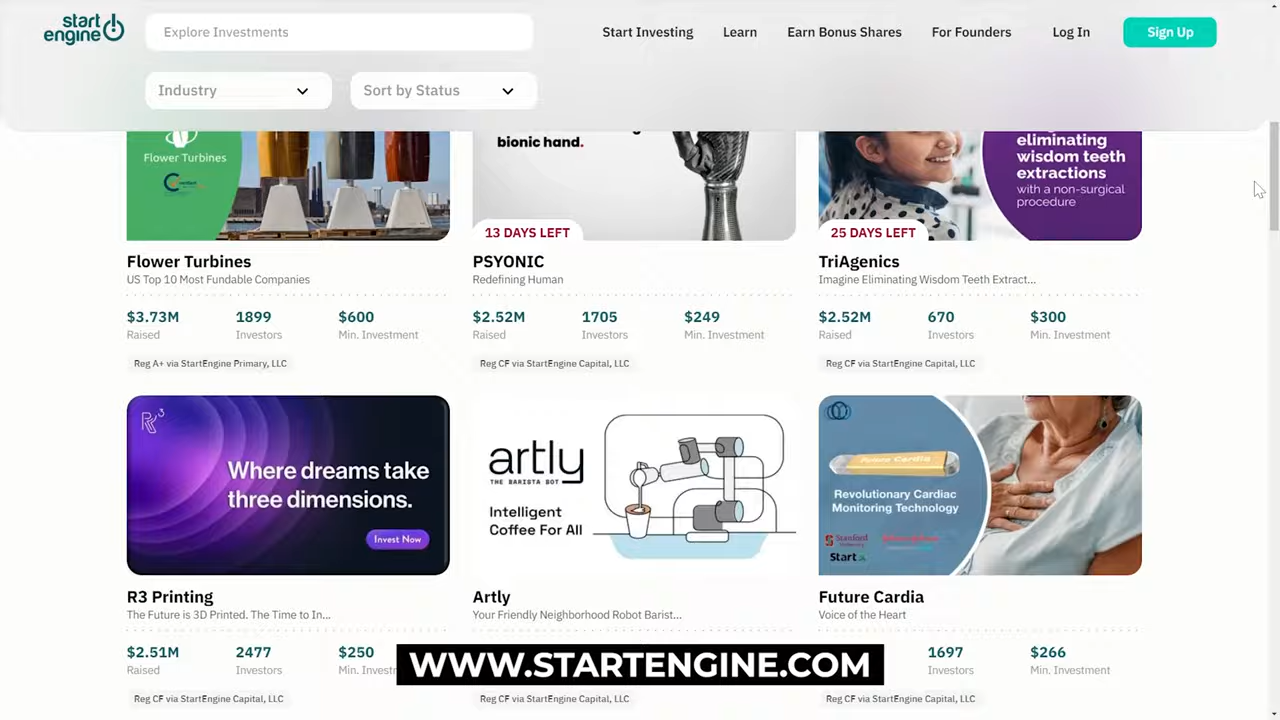 start
engine
Explore Investments
Start Investing
Learn
Earn Bonus Shares
For Founders
Log In
Sign Up
Industry
Sort by Status
Flower Turbines
bionic hand.
13 DAYS LEFT
eliminating
wisdom teeth
extractions
with a non-surgical
procedure
25 DAYS LEFT
Flower Turbines
US Top 10 Most Fundable Companies
$3.73M 1899 $600
Raised Investors Min. Investment
Reg A+ via StartEngine Primary, LLC
PSYONIC
Redefining Human
$2.52M 1705 $249
Raised Investors Min. Investment
Reg CF via StartEngine Capital, LLC
TriAgenics
Imagine Eliminating Wisdom Teeth Extract...
$2.52M 670 $300
Raised Investors Min. Investment
Reg CF via StartEngine Capital, LLC
R3
Where dreams take
three dimensions.
Invest Now
R3 Printing
The Future is 3D Printed. The Time to In...
$2.51M 2477 $250
Raised Investors Min. Invest
Reg CF via StartEngine Capital, LLC
artly
THE BARISTA BOT
Intelligent
Coffee For All
Artly
Your Friendly Neighborhood Robot Barist...
Reg CF via StartEngine Capital, LLC
Future Cardia
Revolutionary Cardiac
Monitoring Technology
Stanford
Start
Future Cardia
Voice of the Heart
1697 $266
Investors Min. Investment
Reg CF via StartEngine Capital, LLC
WWW.STARTENGINE.COM